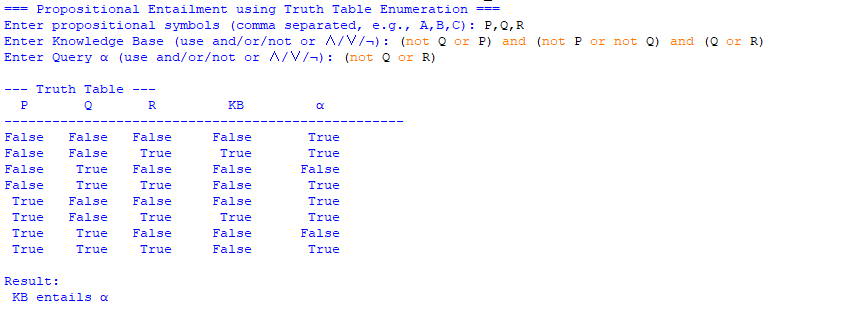 === Propositional Entailment using Truth Table Enumeration ===
Enter propositional symbols (comma separated, e.g., A,B,C): P,Q,R
Enter Knowledge Base (use and/or/not or ∧/∨/¬): (not Q or P) and (not P or not Q) and (Q or R)
Enter Query α (use and/or/not or ∧/∨/¬): (not Q or R)
--- Truth Table ---
P Q R KB α
--------------------------------------------------
False False False False True
False False True True True
False True False False False
False True True False True
True False False False True
True False True True True
True True False False False
True True True False True
Result:
KB entails α